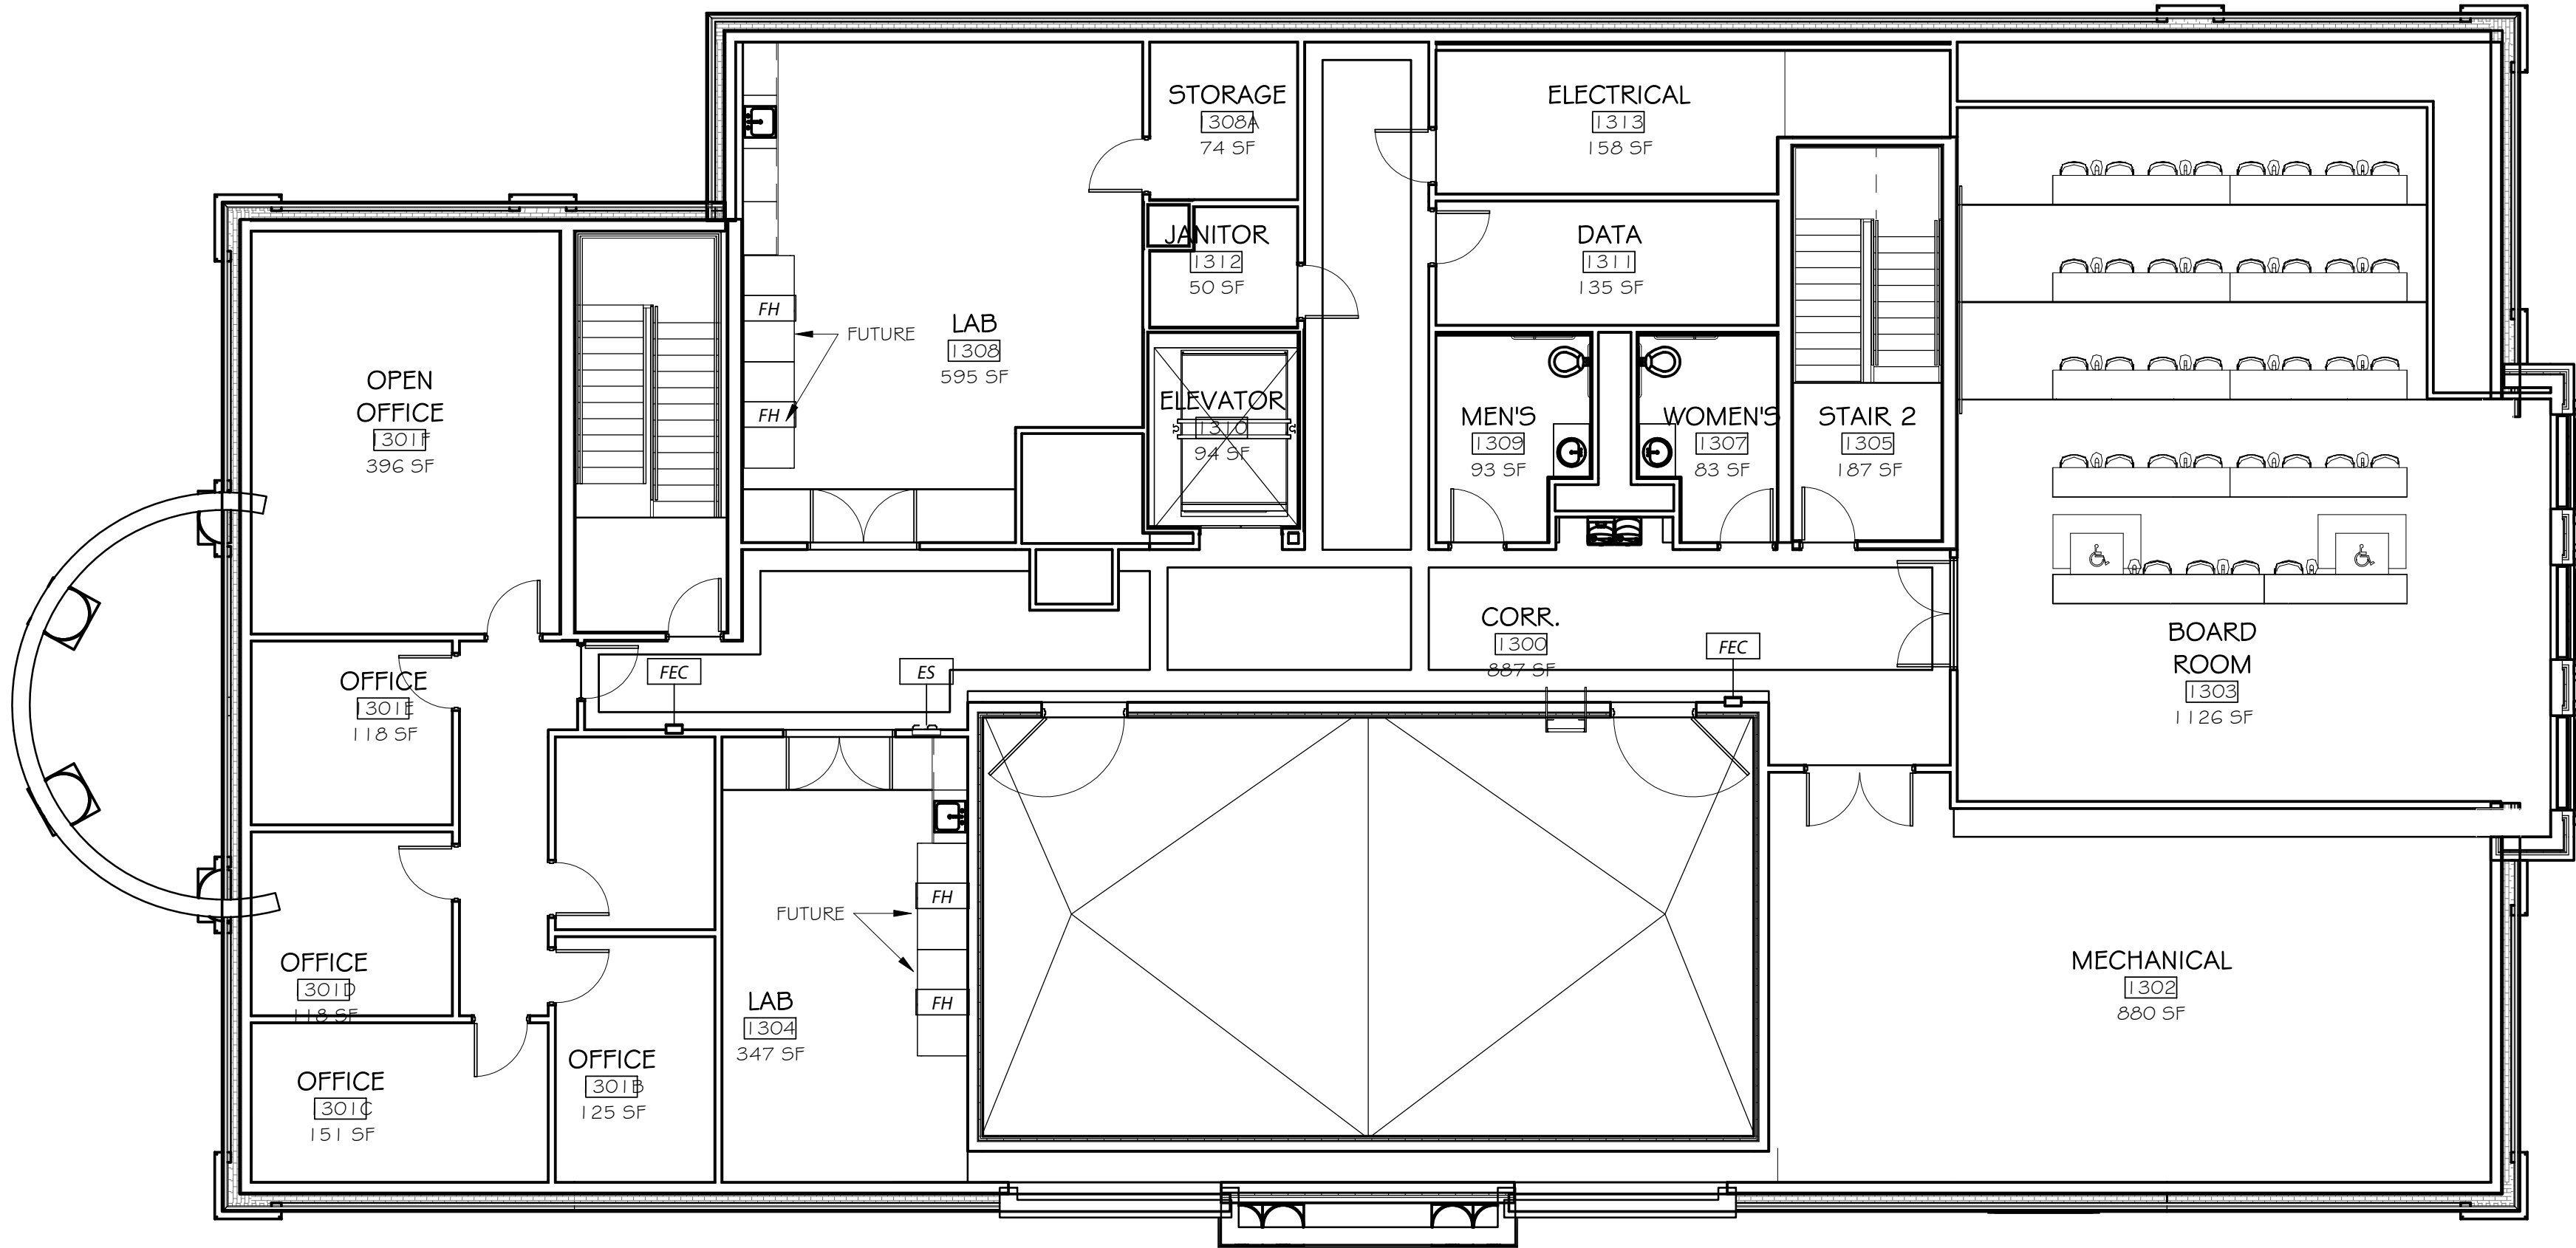 STORAGE
1308A
74 SF
ELECTRICAL
1313
158 SF
JANITOR
1312
50 SF
DATA
1311
135 SF
FH
FUTURE
FH
LAB
1308
595 SF
OPEN
OFFICE
1301F
396 SF
ELEVATOR
1310
94 SF
MEN'S
1309
93 SF
WOMEN'S
1307
83 SF
STAIR 2
1305
187 SF
CORR.
1300
887 SF
FEC
FEC
ES
BOARD
ROOM
1303
1126 SF
OFFICE
1301E
118 SF
OFFICE
1301D
118 SF
OFFICE
1301C
151 SF
OFFICE
1301B
125 SF
FH
FUTURE
FH
LAB
1304
347 SF
MECHANICAL
1302
880 SF